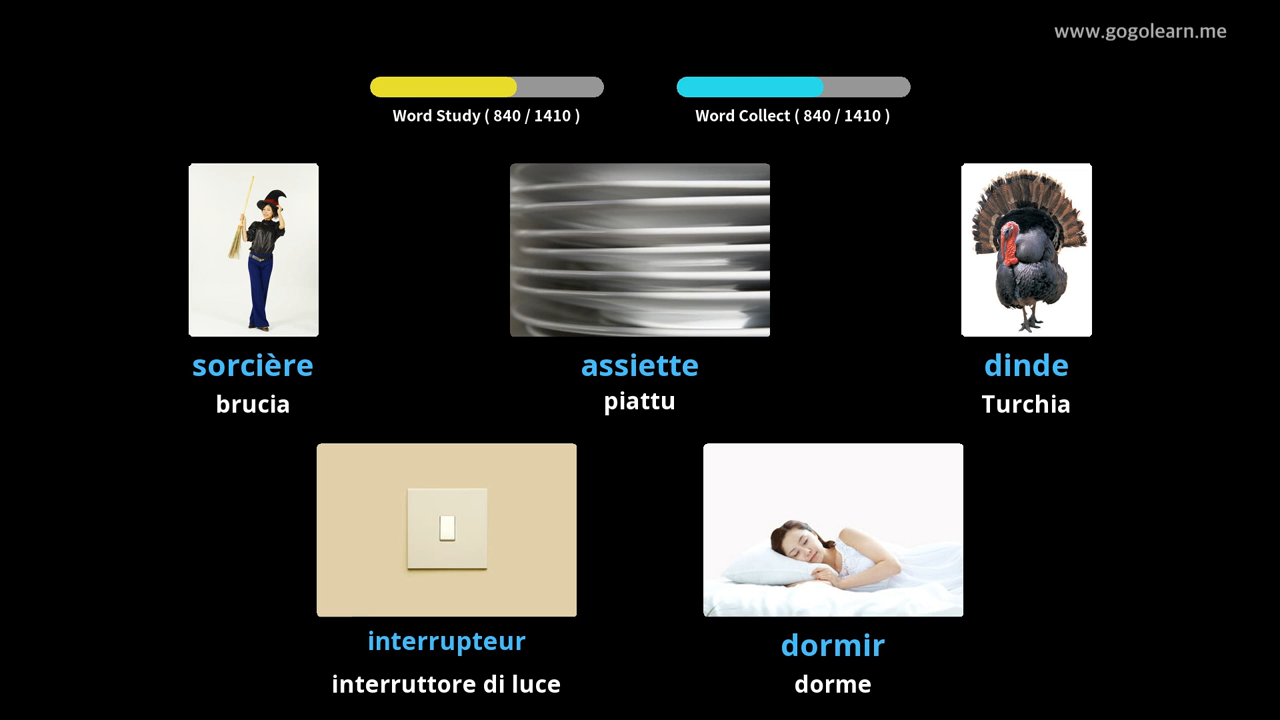 www.gogolearn.me
Word Study ( 840 / 1410 )
Word Collect ( 840 / 1410 )
sorcière
brucia
assiette
piattu
dinde
Turchia
interrupteur
interruttore di luce
dormir
dorme